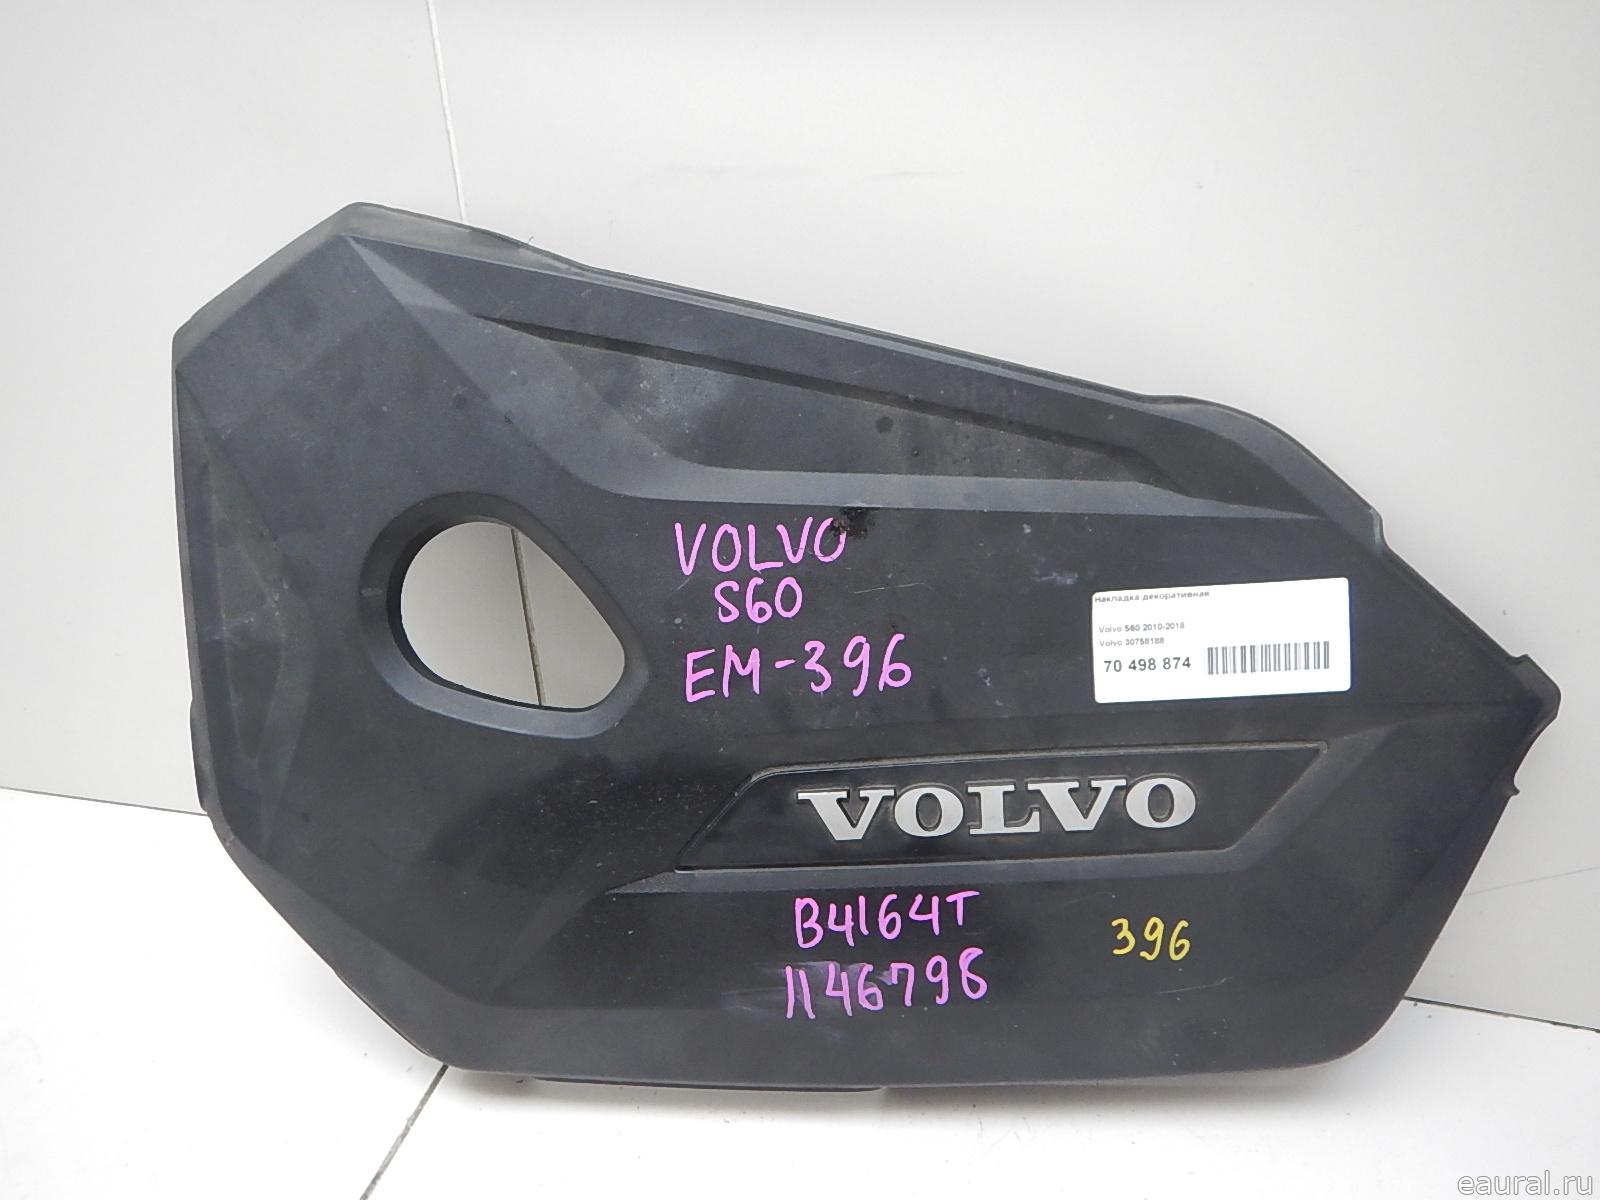 VOLVO
S60
EM-396
Накладка декоративная
Volvo S60 2010-2018
Volvo 30758188
70 498 874
VOLVO
B4164T
1146798
396
eaural.ru